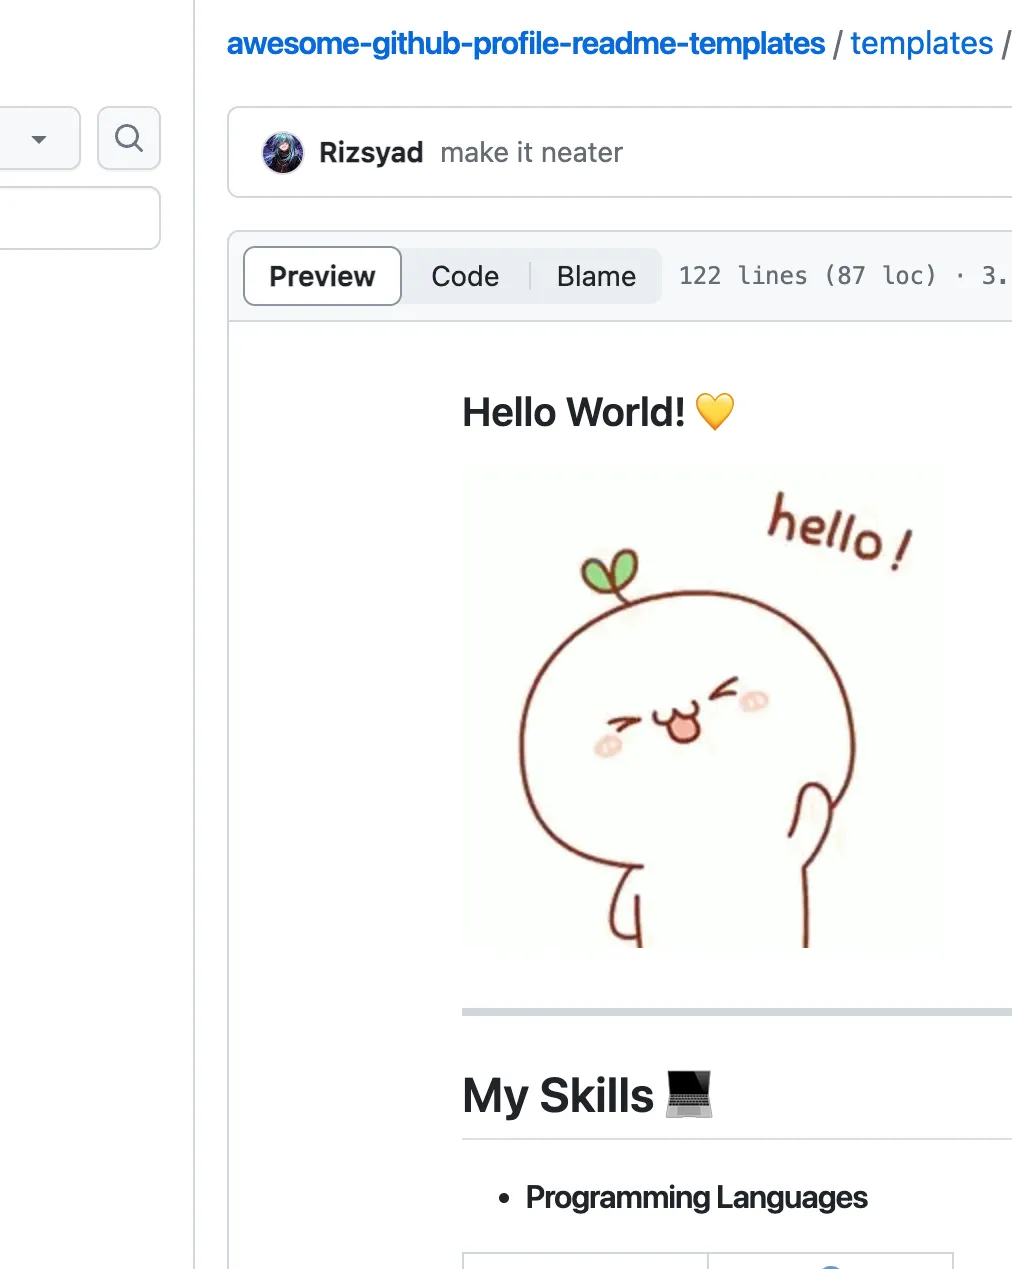 awesome-github-profile-readme-templates / templates /
Rizsyad make it neater
Preview Code Blame 122 lines (87 loc) · 3.
Hello World! 💛
hello!
My Skills 💻
• Programming Languages